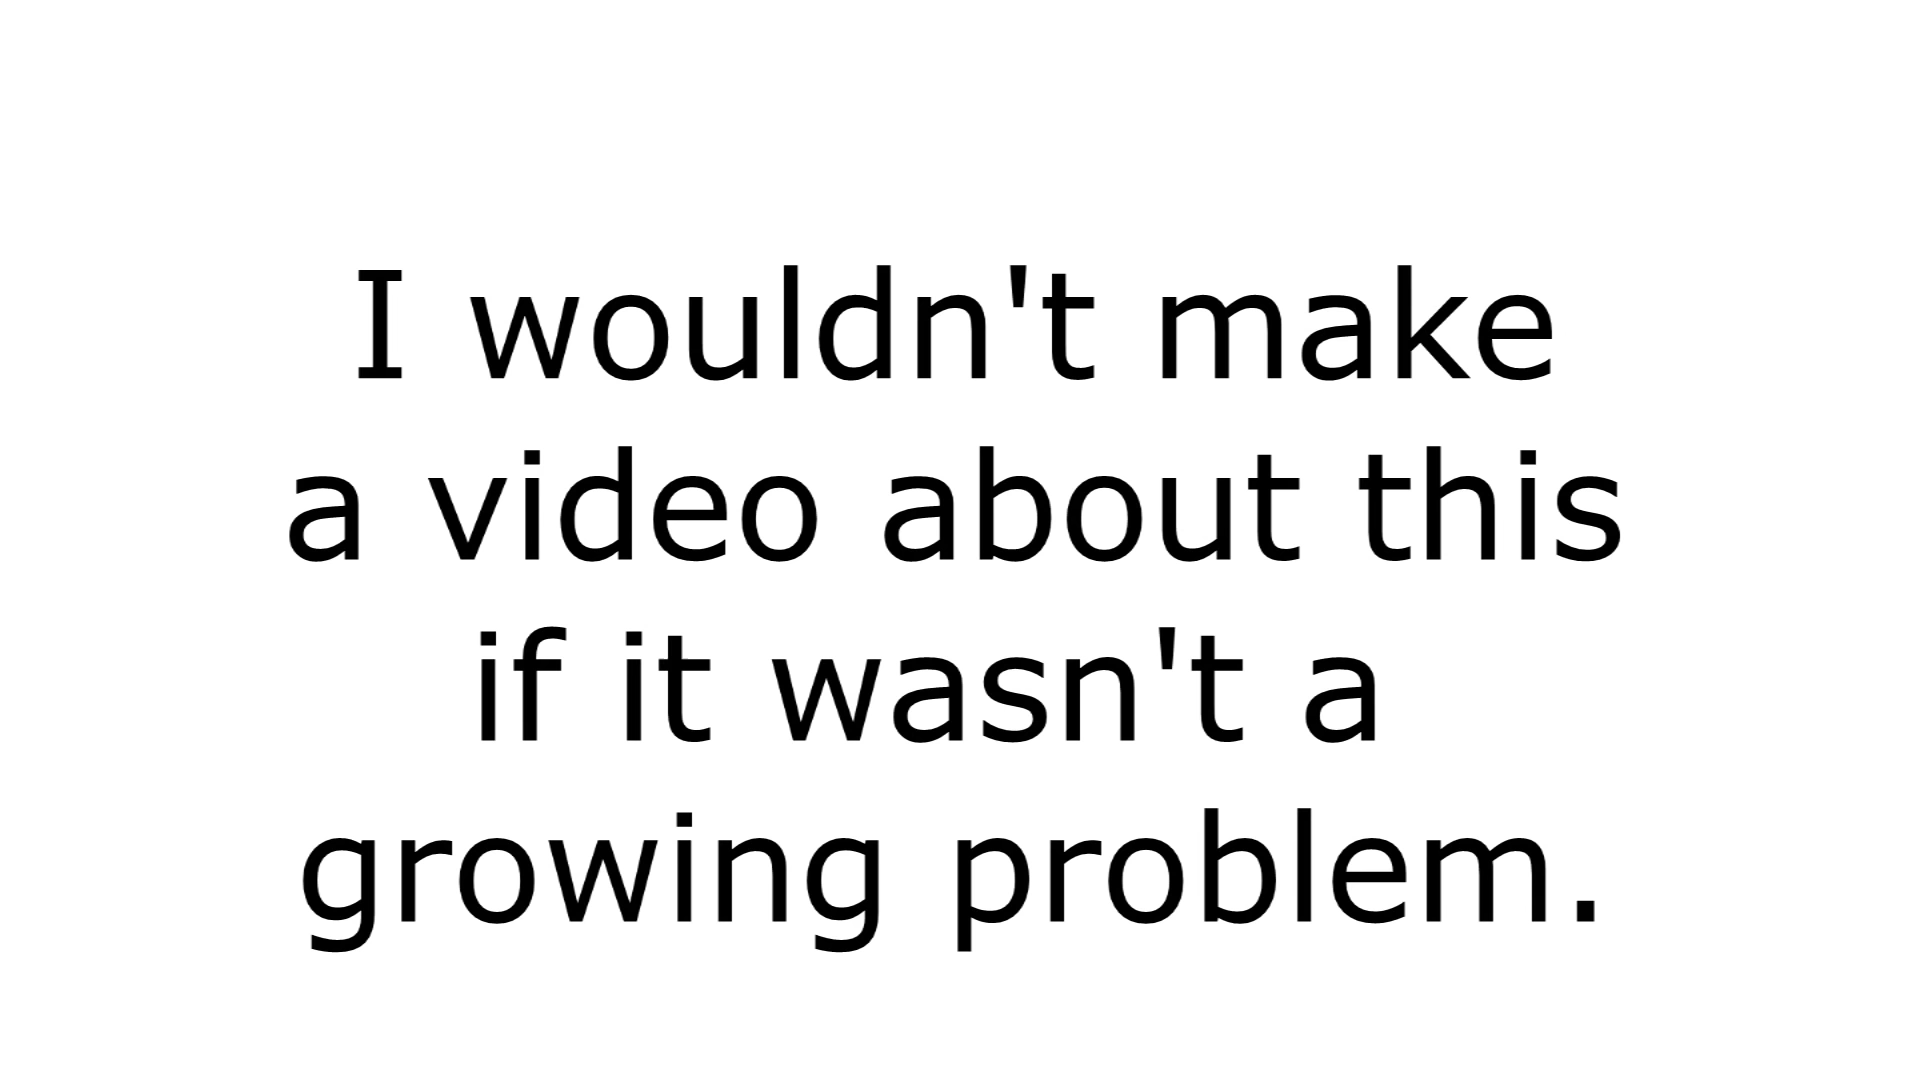 I wouldn't make
a video about this
if it wasn't a
growing problem.